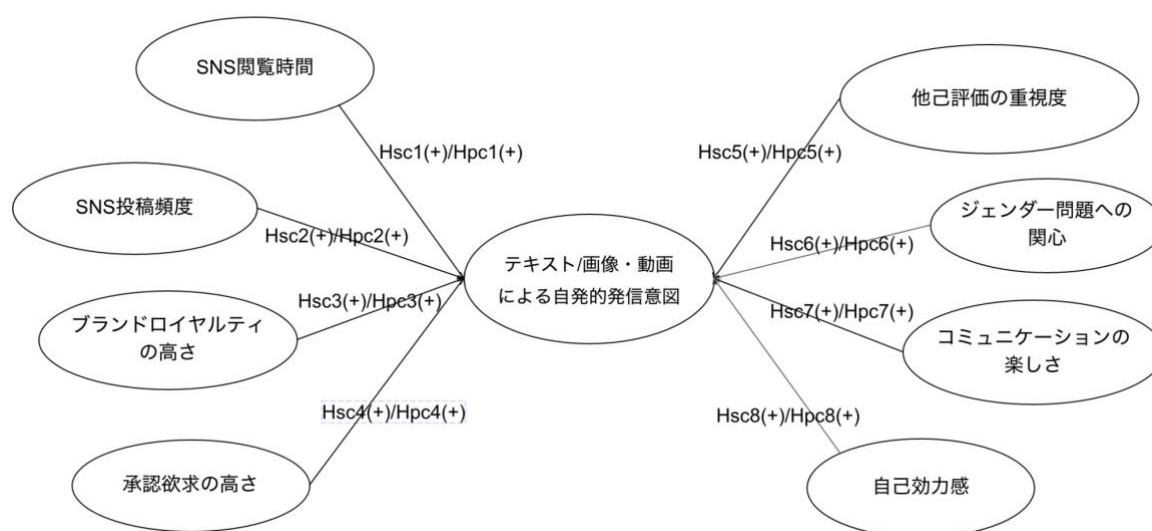 SNS閲覧時間
Hsc1(+)/Hpc1(+)
SNS投稿頻度
Hsc2(+)/Hpc2(+)
ブランドロイヤルティ
の高さ
Hsc3(+)/Hpc3(+)
承認欲求の高さ
Hsc4(+)/Hpc4(+)
テキスト/画像・動画
による自発的発信意図
他己評価の重視度
Hsc5(+)/Hpc5(+)
ジェンダー問題への
関心
Hsc6(+)/Hpc6(+)
コミュニケーションの
楽しさ
Hsc7(+)/Hpc7(+)
自己効力感
Hsc8(+)/Hpc8(+)